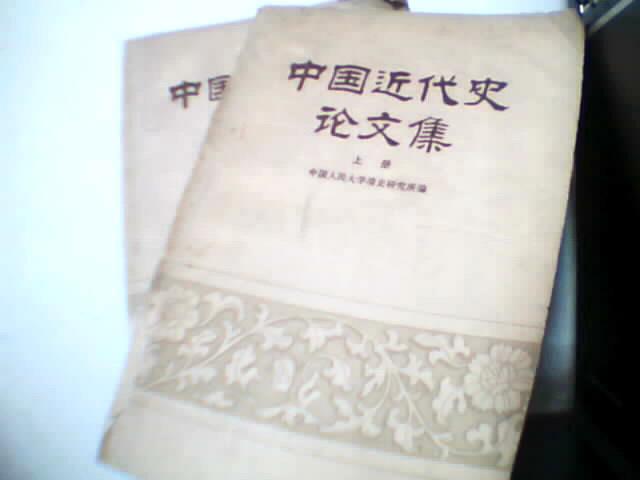 中国近代史
论文集
上册
中国人民大学清史研究所编
中国